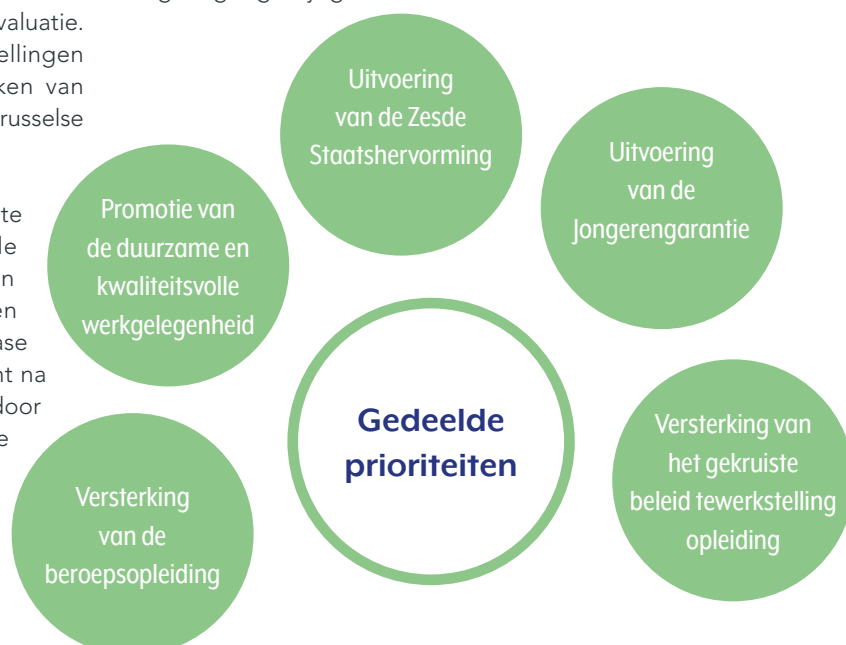 valuatie.
ellingen
ken van
russelse
te
le
n
en
ase
nt na
door
e
Uitvoering
van de Zesde
Staatshervorming
Uitvoering
van de
Jongerengarantie
Promotie van
de duurzame en
kwaliteitsvolle
werkgelegenheid
Gedeelde
prioriteiten
Versterking van
het gekruiste
beleid tewerkstelling
opleiding
Versterking
van de
beroepsopleiding